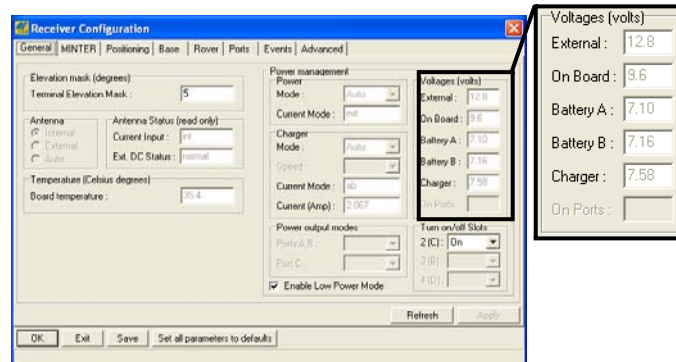 Receiver Configuration
General MINTER Positioning Base Rover Ports Events Advanced
Elevation mask (degrees)
Terminal Elevation Mask : 5
Antenna
Internal
External
Auto
Antenna Status (read only)
Current Input : int
Ext. DC Status : normal
Temperature (Celsius degrees)
Board temperature : 35.4
Power management
Power
Mode : Auto
Current Mode : ext
Charger
Mode : Auto
Speed :
Current Mode : ab
Current (Amp) : 2.067
Power output modes
Ports A,B :
Port C :
Enable Low Power Mode
Voltages (volts)
External : 12.8
On Board : 9.6
Battery A : 7.10
Battery B : 7.16
Charger : 7.58
On Ports :
Turn on/off Slots
2 (C) : On
3 (B) :
4 (D) :
Refresh Apply
OK Exit Save Set all parameters to defaults
Voltages (volts)
External : 12.8
On Board : 9.6
Battery A : 7.10
Battery B : 7.16
Charger : 7.58
On Ports :